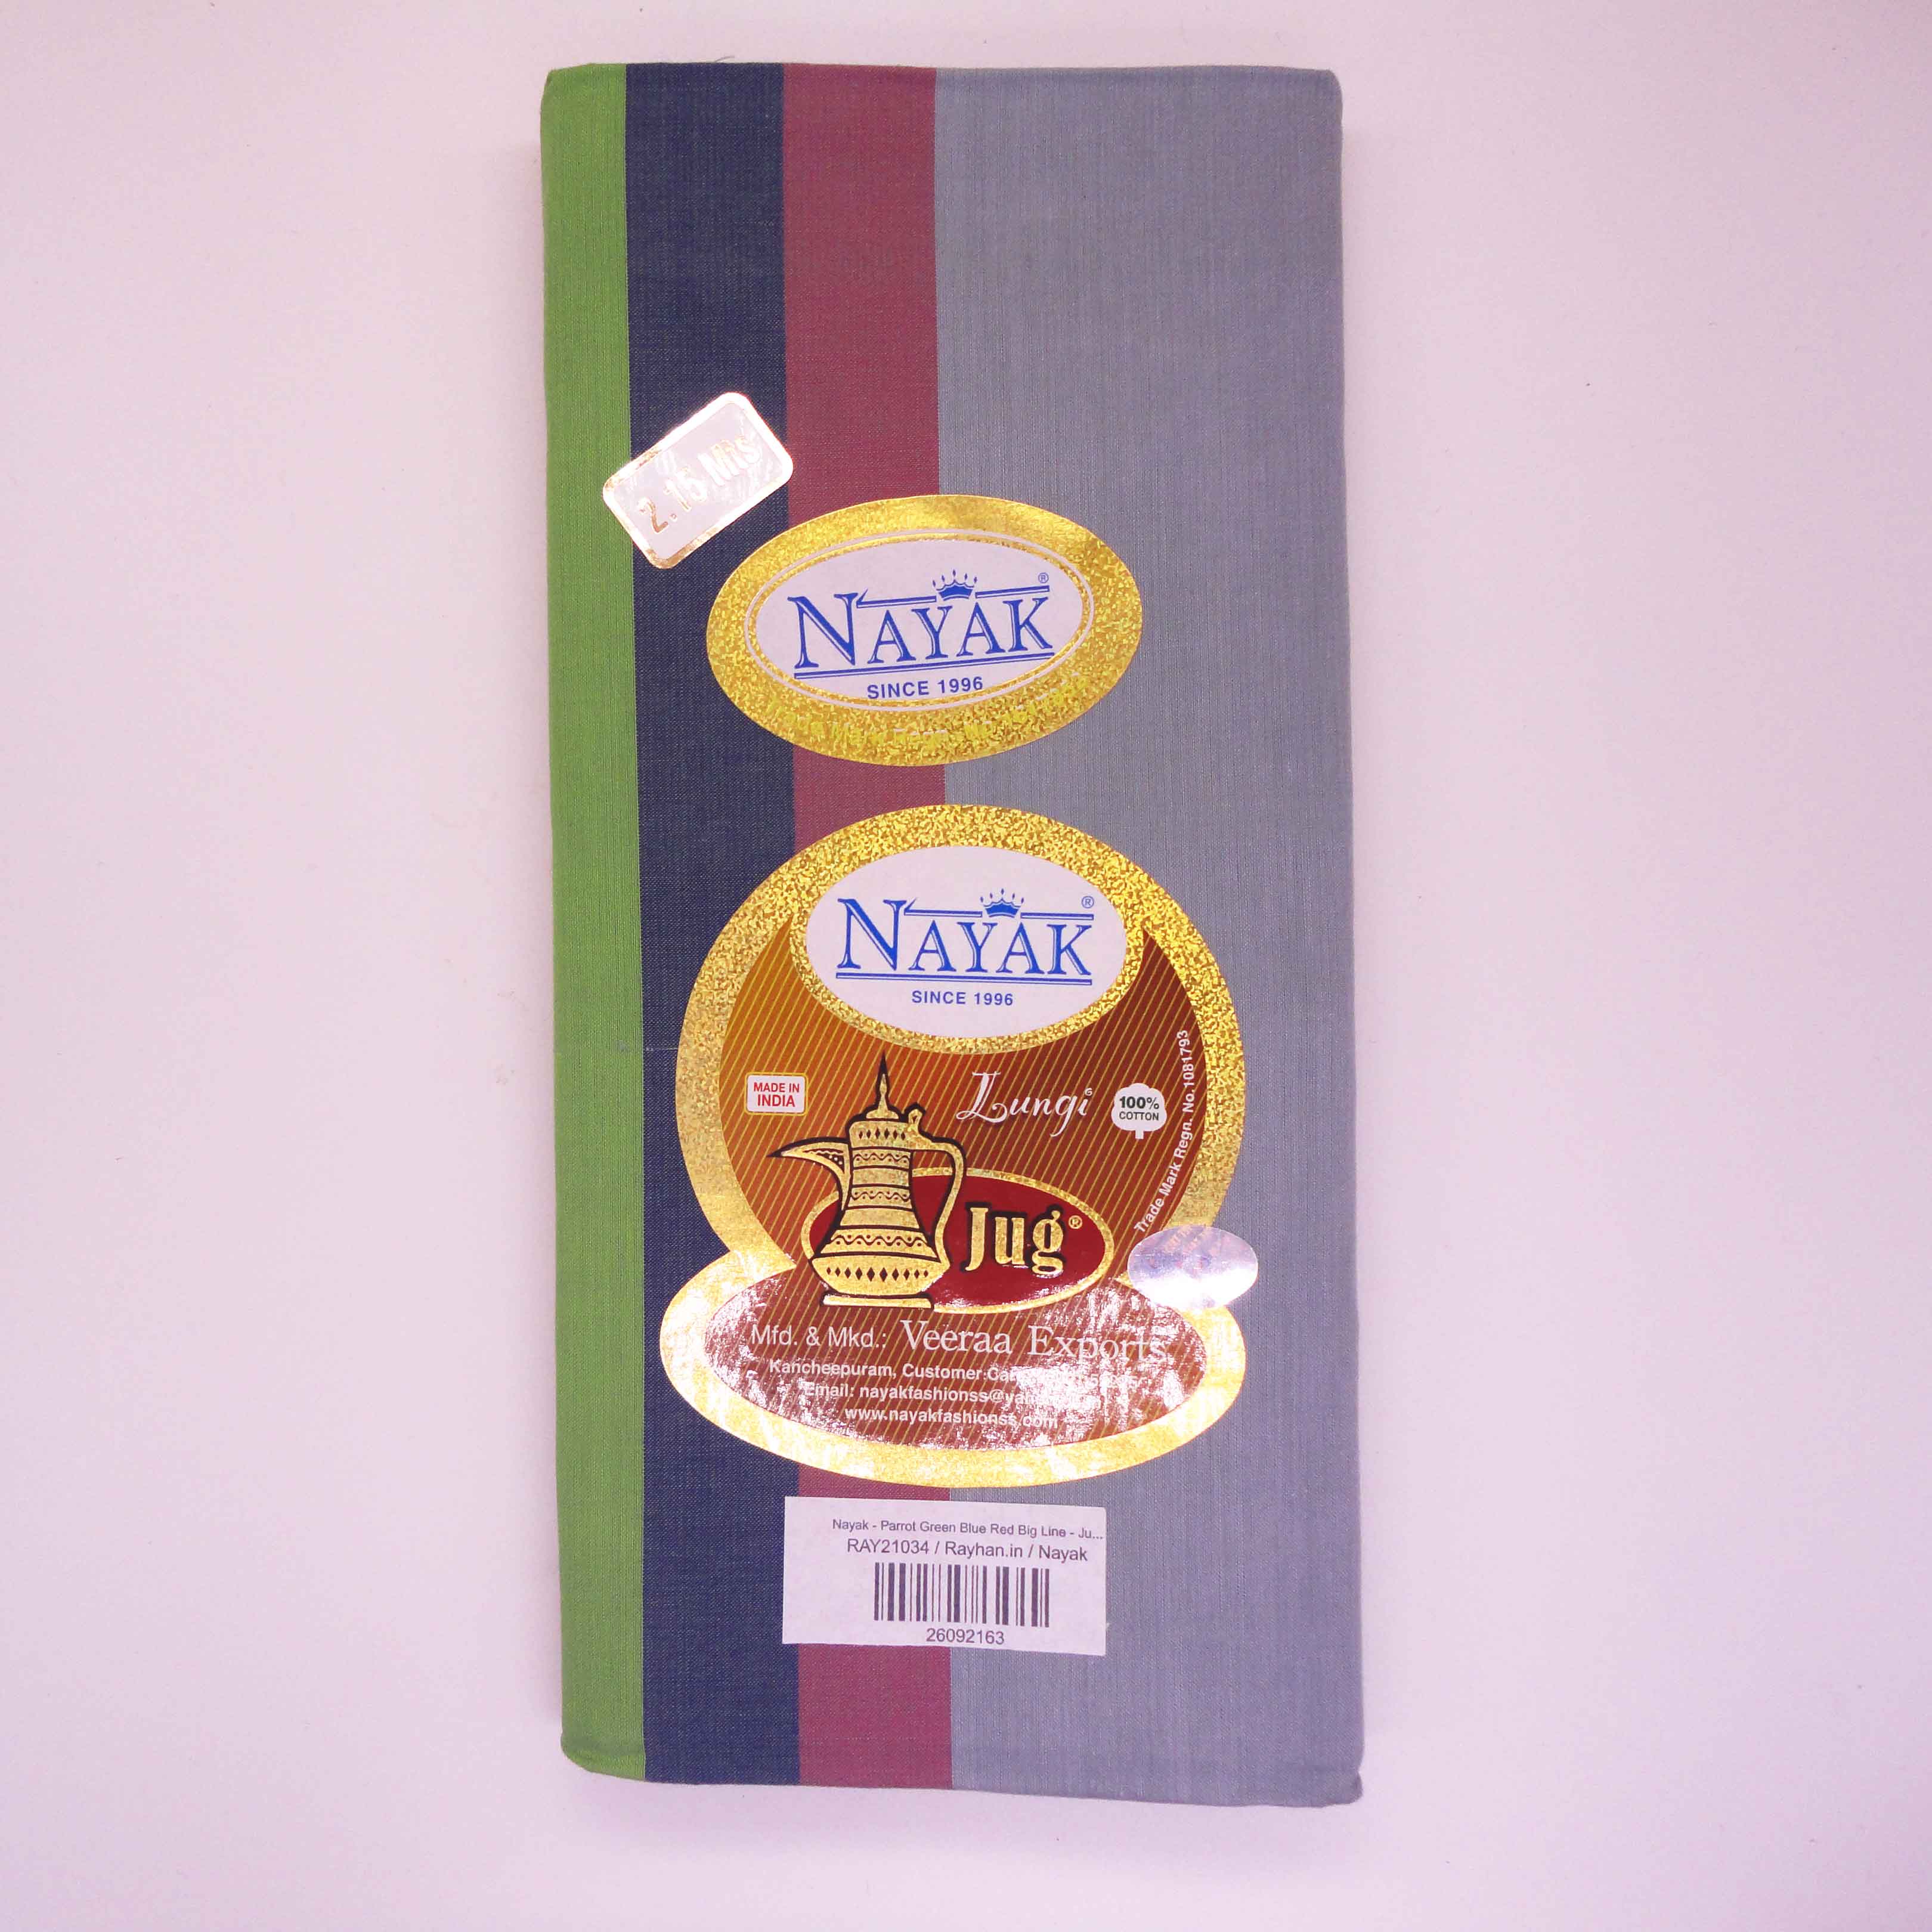 2.15 Mts
NAYAK®
SINCE 1996
NAYAK®
SINCE 1996
MADE IN
INDIA
Lungi
100%
COTTON
Trade Mark Regn. No.1081793
Jug®
Mfd. & Mkd.: Veeraa Exports
Kancheepuram, Customer
Email:
www.nayakfashionss.com
Nayak - Parrot Green Blue Red Big Line - Ju...
RAY21034 / Rayhan.in / Nayak
26092163